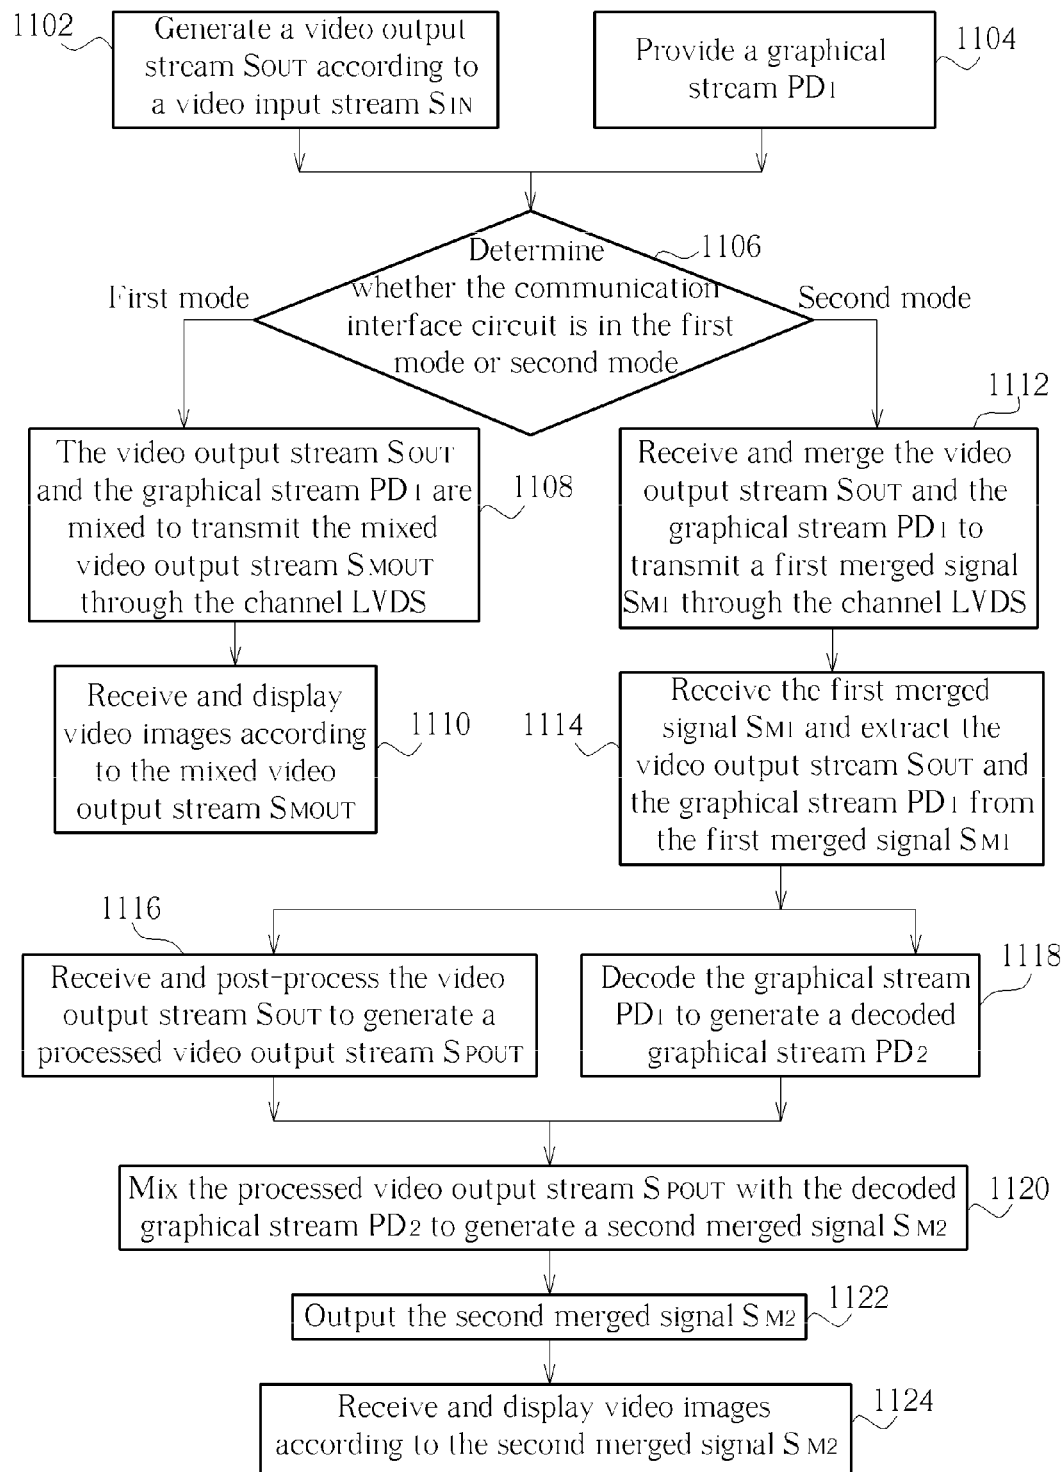 1102
Generate a video output
stream SOUT according to
a video input stream SIN
Provide a graphical
stream PD1
1104
Determine
whether the communication
interface circuit is in the first
mode or second mode
1106
First mode
Second mode
The video output stream SOUT
and the graphical stream PD1 are
mixed to transmit the mixed
video output stream SMOUT
through the channel LVDS
1108
1112
Receive and merge the video
output stream SOUT and the
graphical stream PD1 to
transmit a first merged signal
SM1 through the channel LVDS
Receive and display
video images according
to the mixed video
output stream SMOUT
1110
1114
Receive the first merged
signal SM1 and extract the
video output stream SOUT and
the graphical stream PD1 from
the first merged signal SM1
1116
Receive and post-process the video
output stream SOUT to generate a
processed video output stream SPOUT
Decode the graphical stream
PD1 to generate a decoded
graphical stream PD2
1118
Mix the processed video output stream SPOUT with the decoded
graphical stream PD2 to generate a second merged signal SM2
1120
Output the second merged signal SM2
1122
Receive and display video images
according to the second merged signal SM2
1124